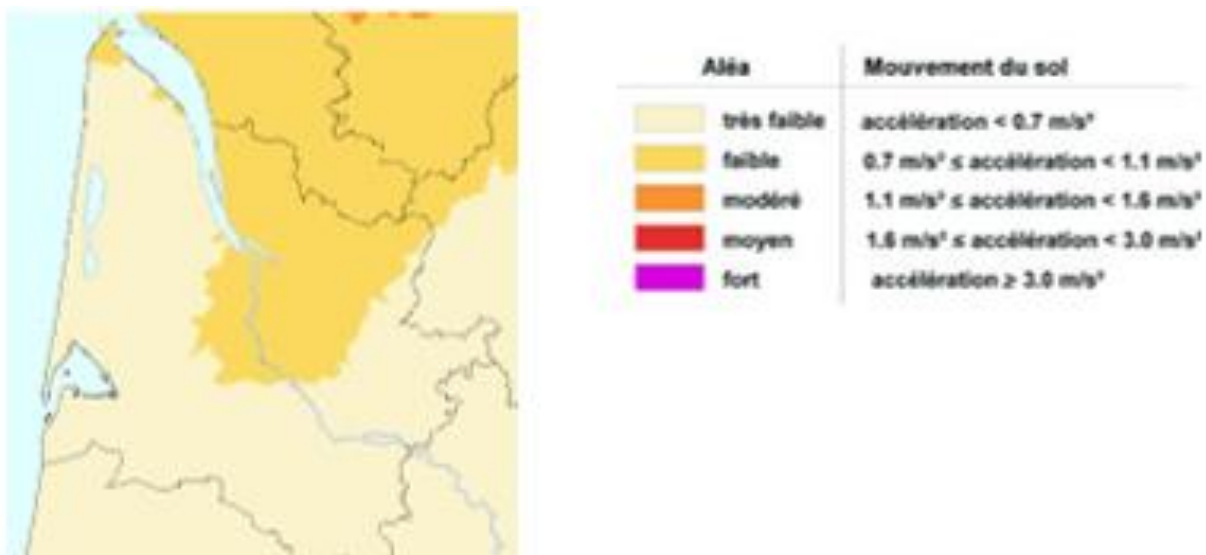 Aléa Mouvement du sol
très faible accélération < 0.7 m/s²
faible 0.7 m/s² ≤ accélération < 1.1 m/s²
modéré 1.1 m/s² ≤ accélération < 1.6 m/s²
moyen 1.6 m/s² ≤ accélération < 3.0 m/s²
fort accélération ≥ 3.0 m/s²